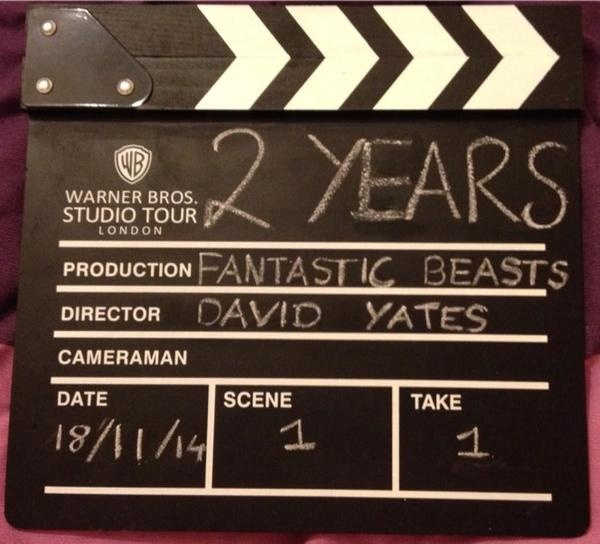 2 YEARS
WB
WARNER BROS.
STUDIO TOUR
LONDON
PRODUCTION FANTASTIC BEASTS
DIRECTOR DAVID YATES
CAMERAMAN
DATE SCENE TAKE
18/11/14 1 1